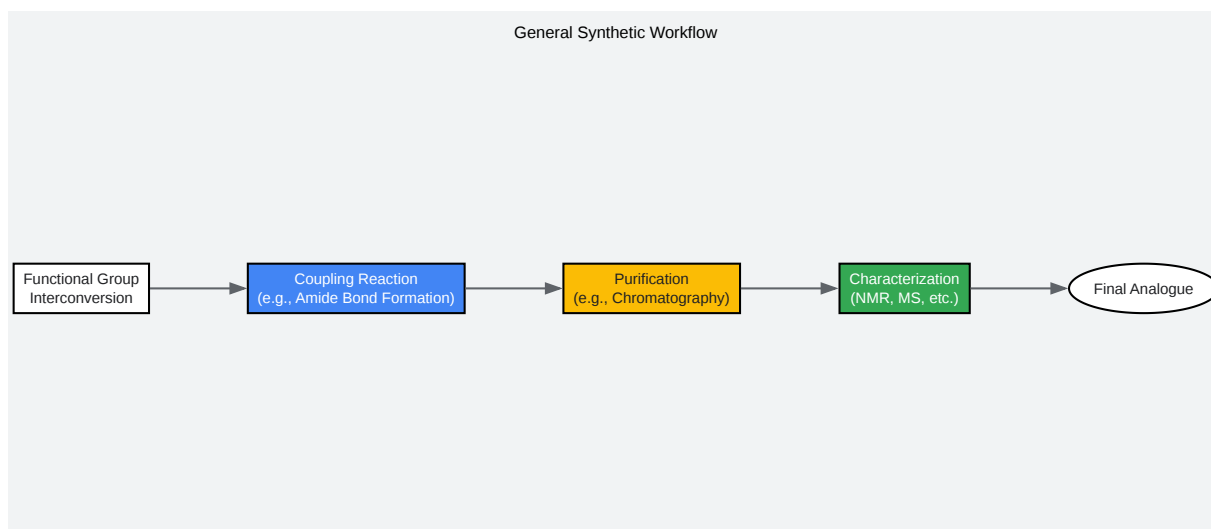 General Synthetic Workflow
Functional Group
Interconversion
Coupling Reaction
(e.g., Amide Bond Formation)
Purification
(e.g., Chromatography)
Characterization
(NMR, MS, etc.)
Final Analogue